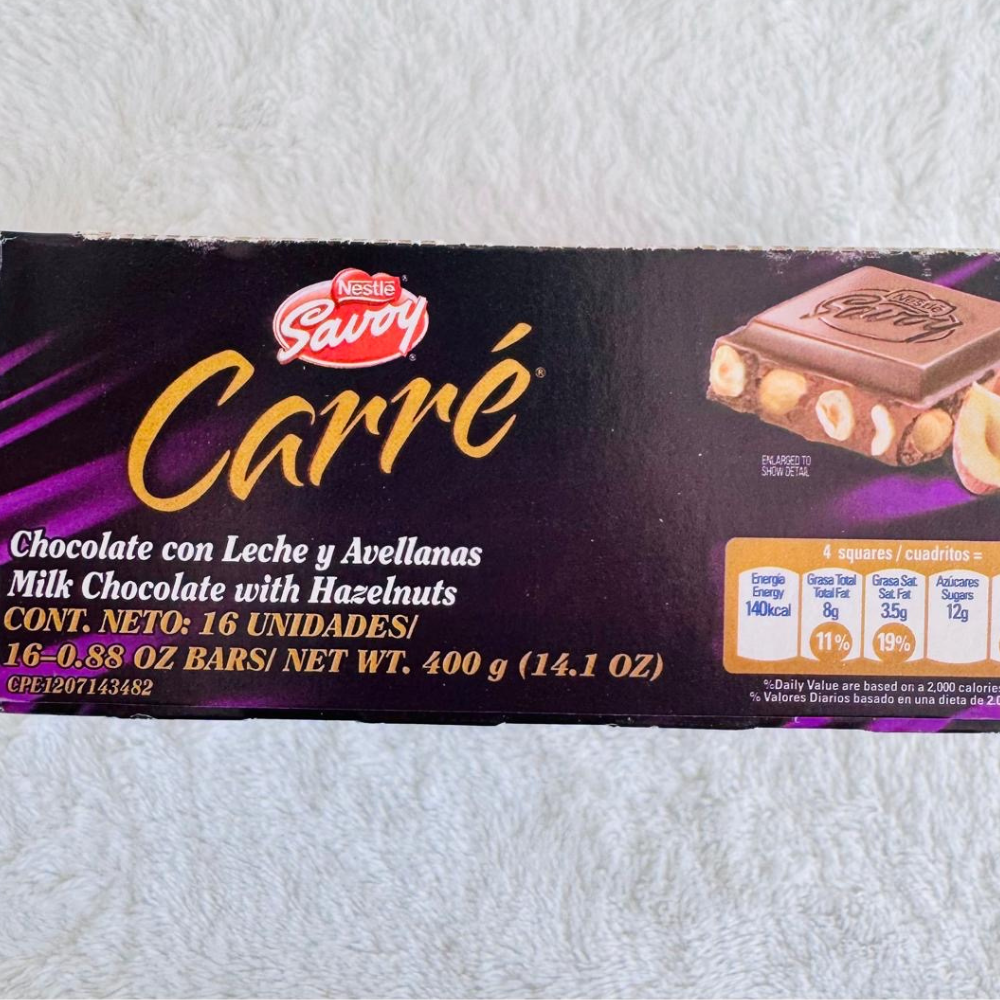 Nestlé
Savoy
Carré
Chocolate con Leche y Avellanas
Milk Chocolate with Hazelnuts
CONT. NETO: 16 UNIDADES/
16-0.88 OZ BARS/ NET WT. 400 g (14.1 OZ)
CPE1207143482
Nestlé
Savoy
ENLARGED TO
SHOW DETAIL
4 squares / cuadritos =
Energía Grasa Total Grasa Sat. Azúcares
Energy Total Fat Sat. Fat Sugars
140kcal 8g 3.5g 12g
11% 19%
%Daily Value are based on a 2,000 calories
% Valores Diarios basado en una dieta de